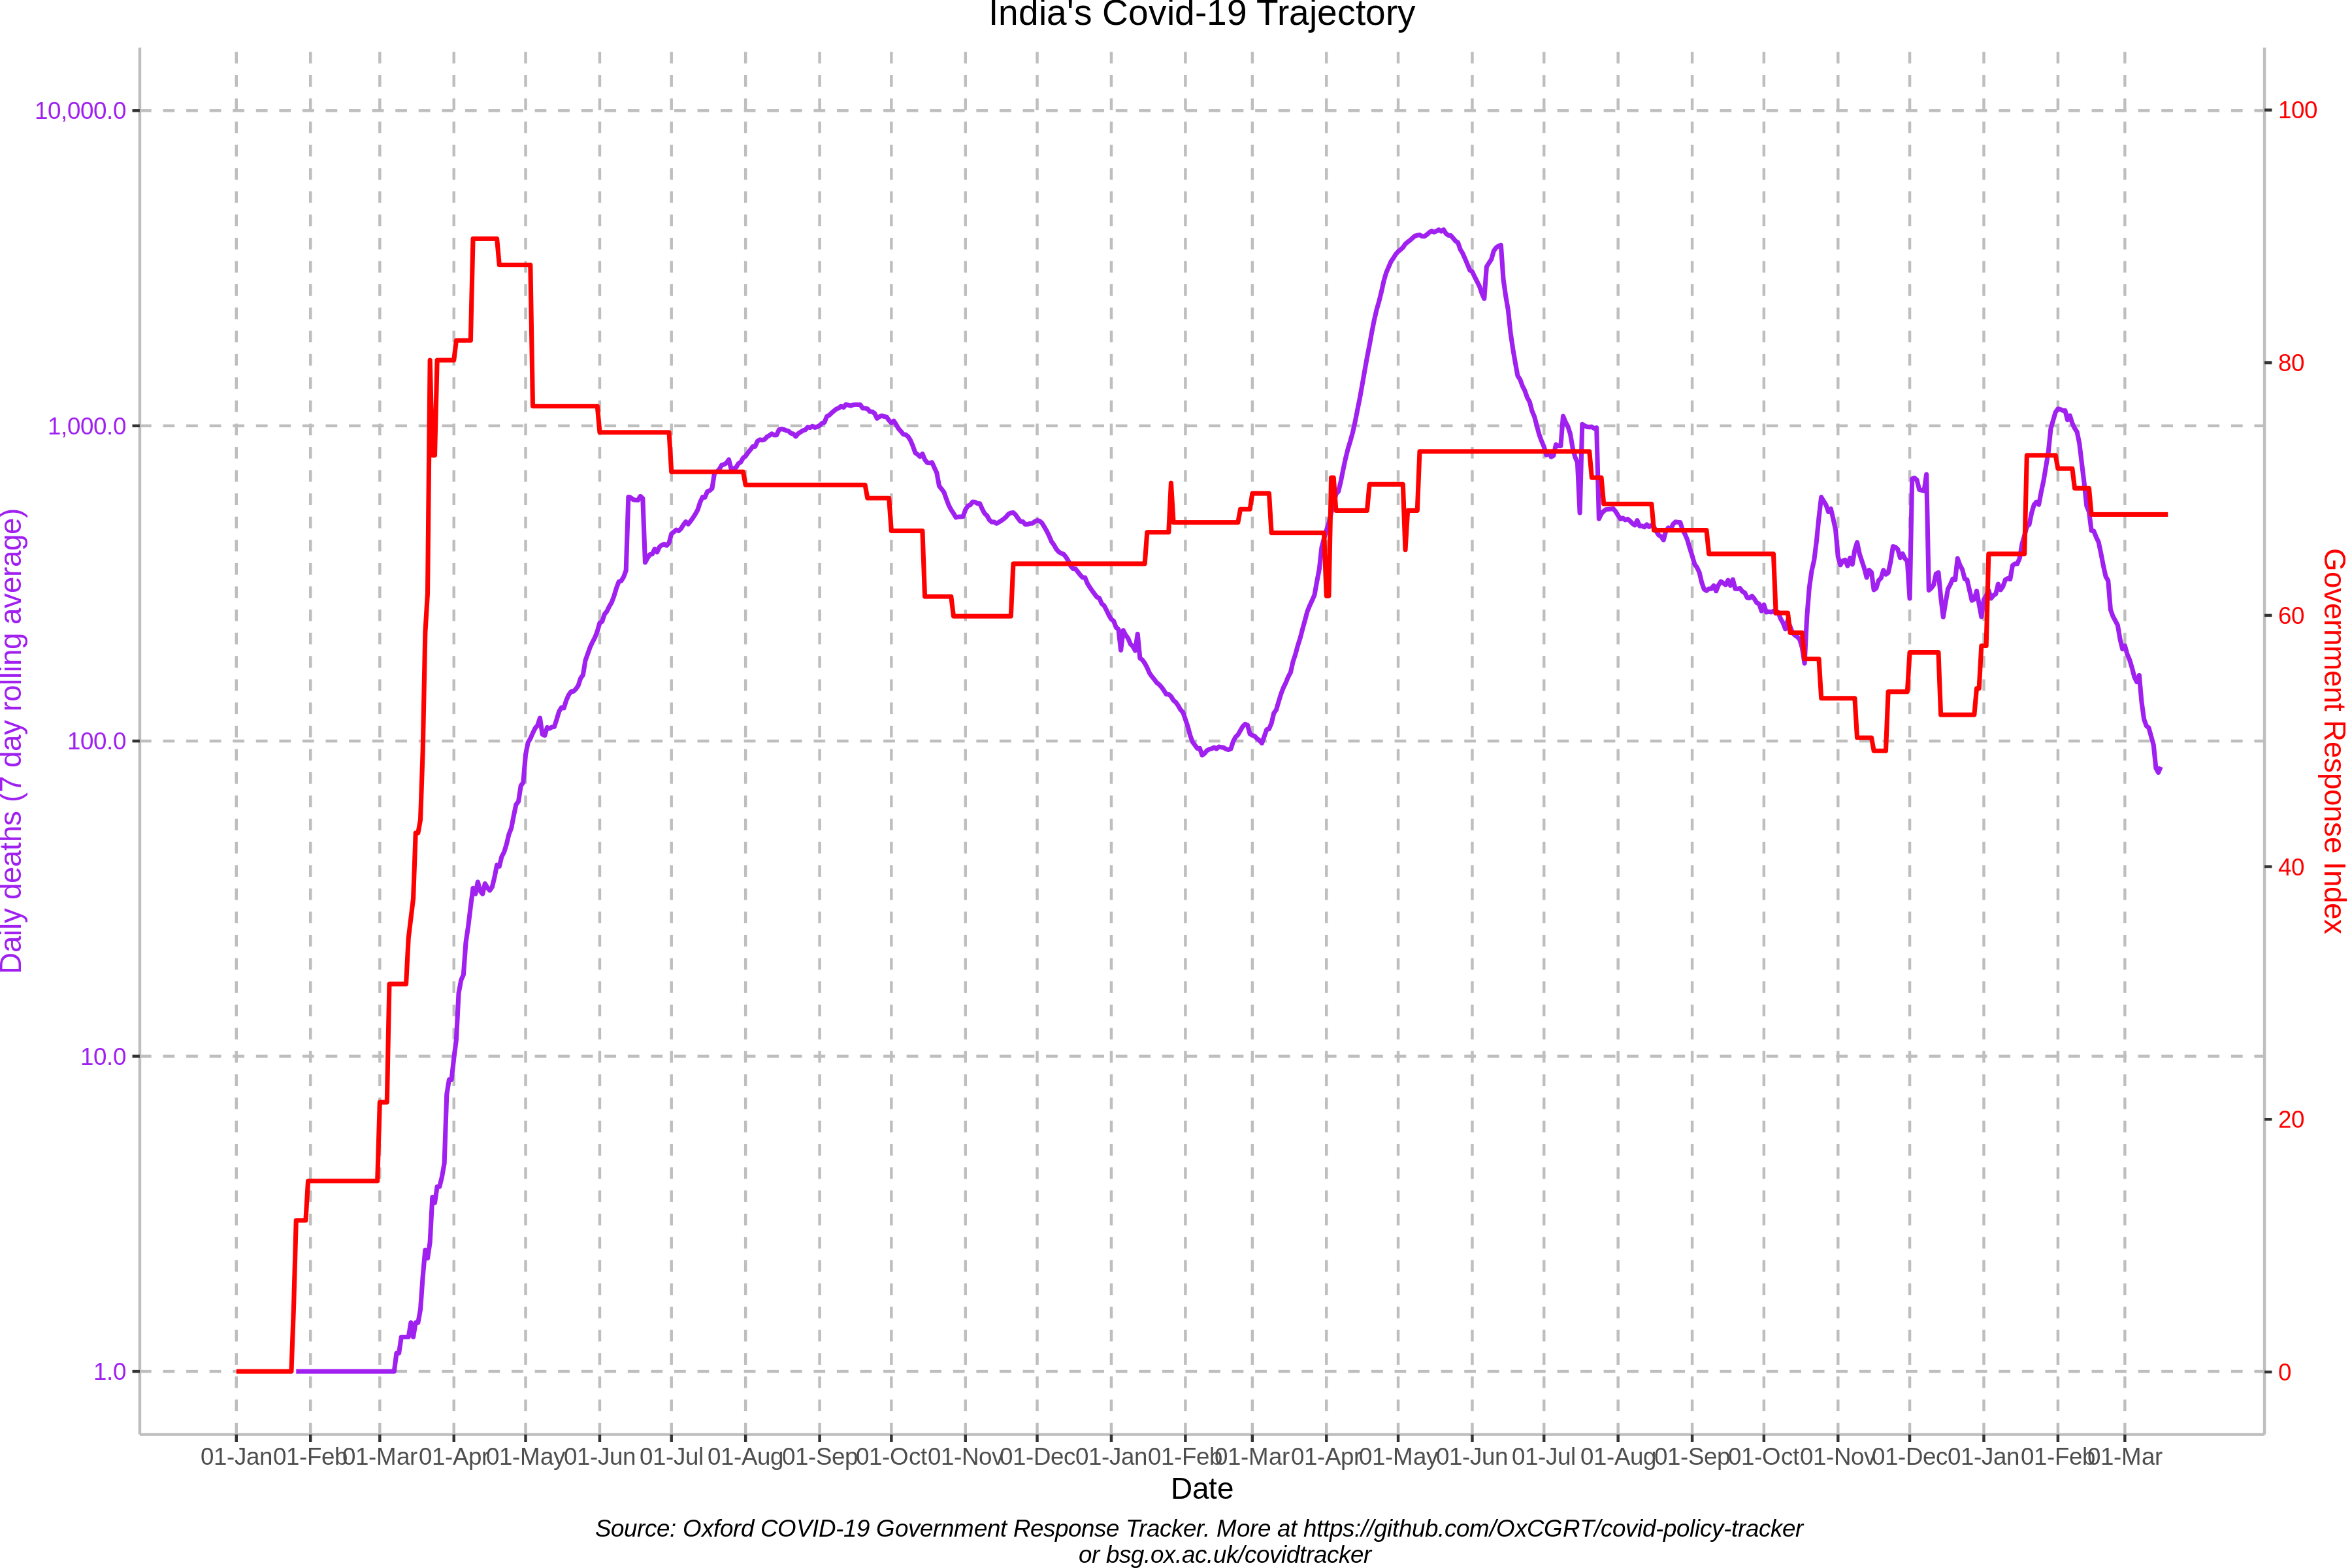 India's Covid-19 Trajectory
10,000.0
1,000.0
100.0
10.0
1.0
Daily deaths (7 day rolling average)
100
80
60
40
20
0
Government Response Index
01-Jan 01-Feb 01-Mar 01-Apr 01-May 01-Jun 01-Jul 01-Aug 01-Sep 01-Oct 01-Nov 01-Dec 01-Jan 01-Feb 01-Mar 01-Apr 01-May 01-Jun 01-Jul 01-Aug 01-Sep 01-Oct 01-Nov 01-Dec 01-Jan 01-Feb 01-Mar
Date
Source: Oxford COVID-19 Government Response Tracker. More at https://github.com/OxCGRT/covid-policy-tracker
or bsg.ox.ac.uk/covidtracker